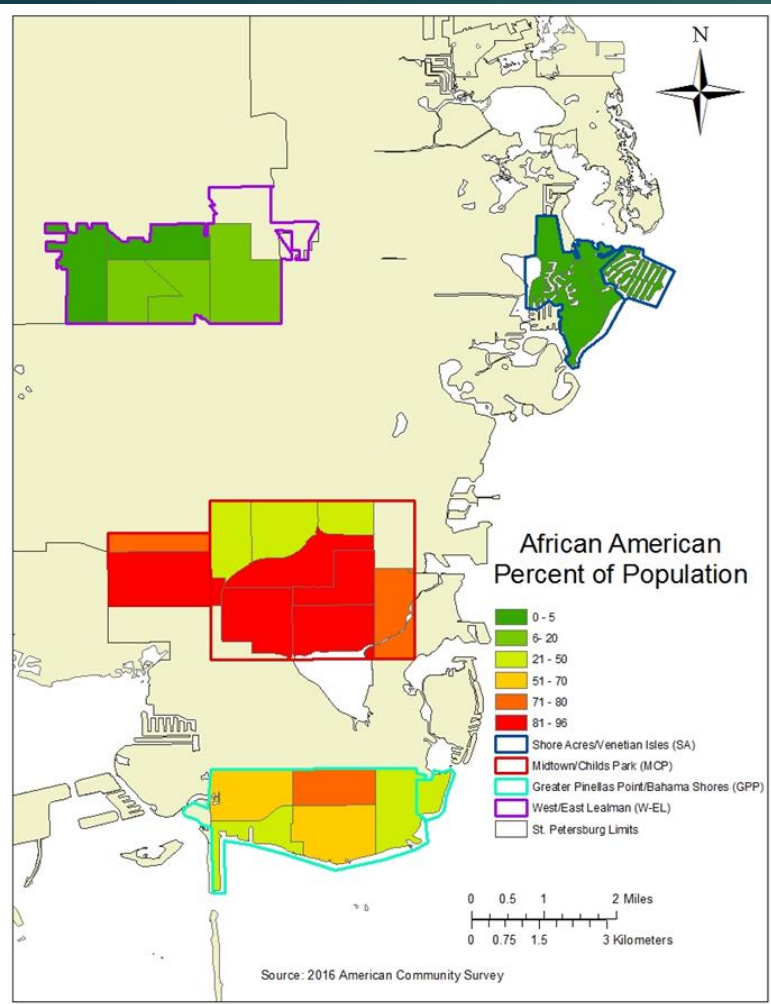 N
African American
Percent of Population
0 - 5
6- 20
21 - 50
51 - 70
71 - 80
81 - 96
Shore Acres/Venetian Isles (SA)
Midtown/Childs Park (MCP)
Greater Pinellas Point/Bahama Shores (GPP)
West/East Lealman (W-EL)
St. Petersburg Limits
0 0.5 1 2 Miles
0 0.75 1.5 3 Kilometers
Source: 2016 American Community Survey